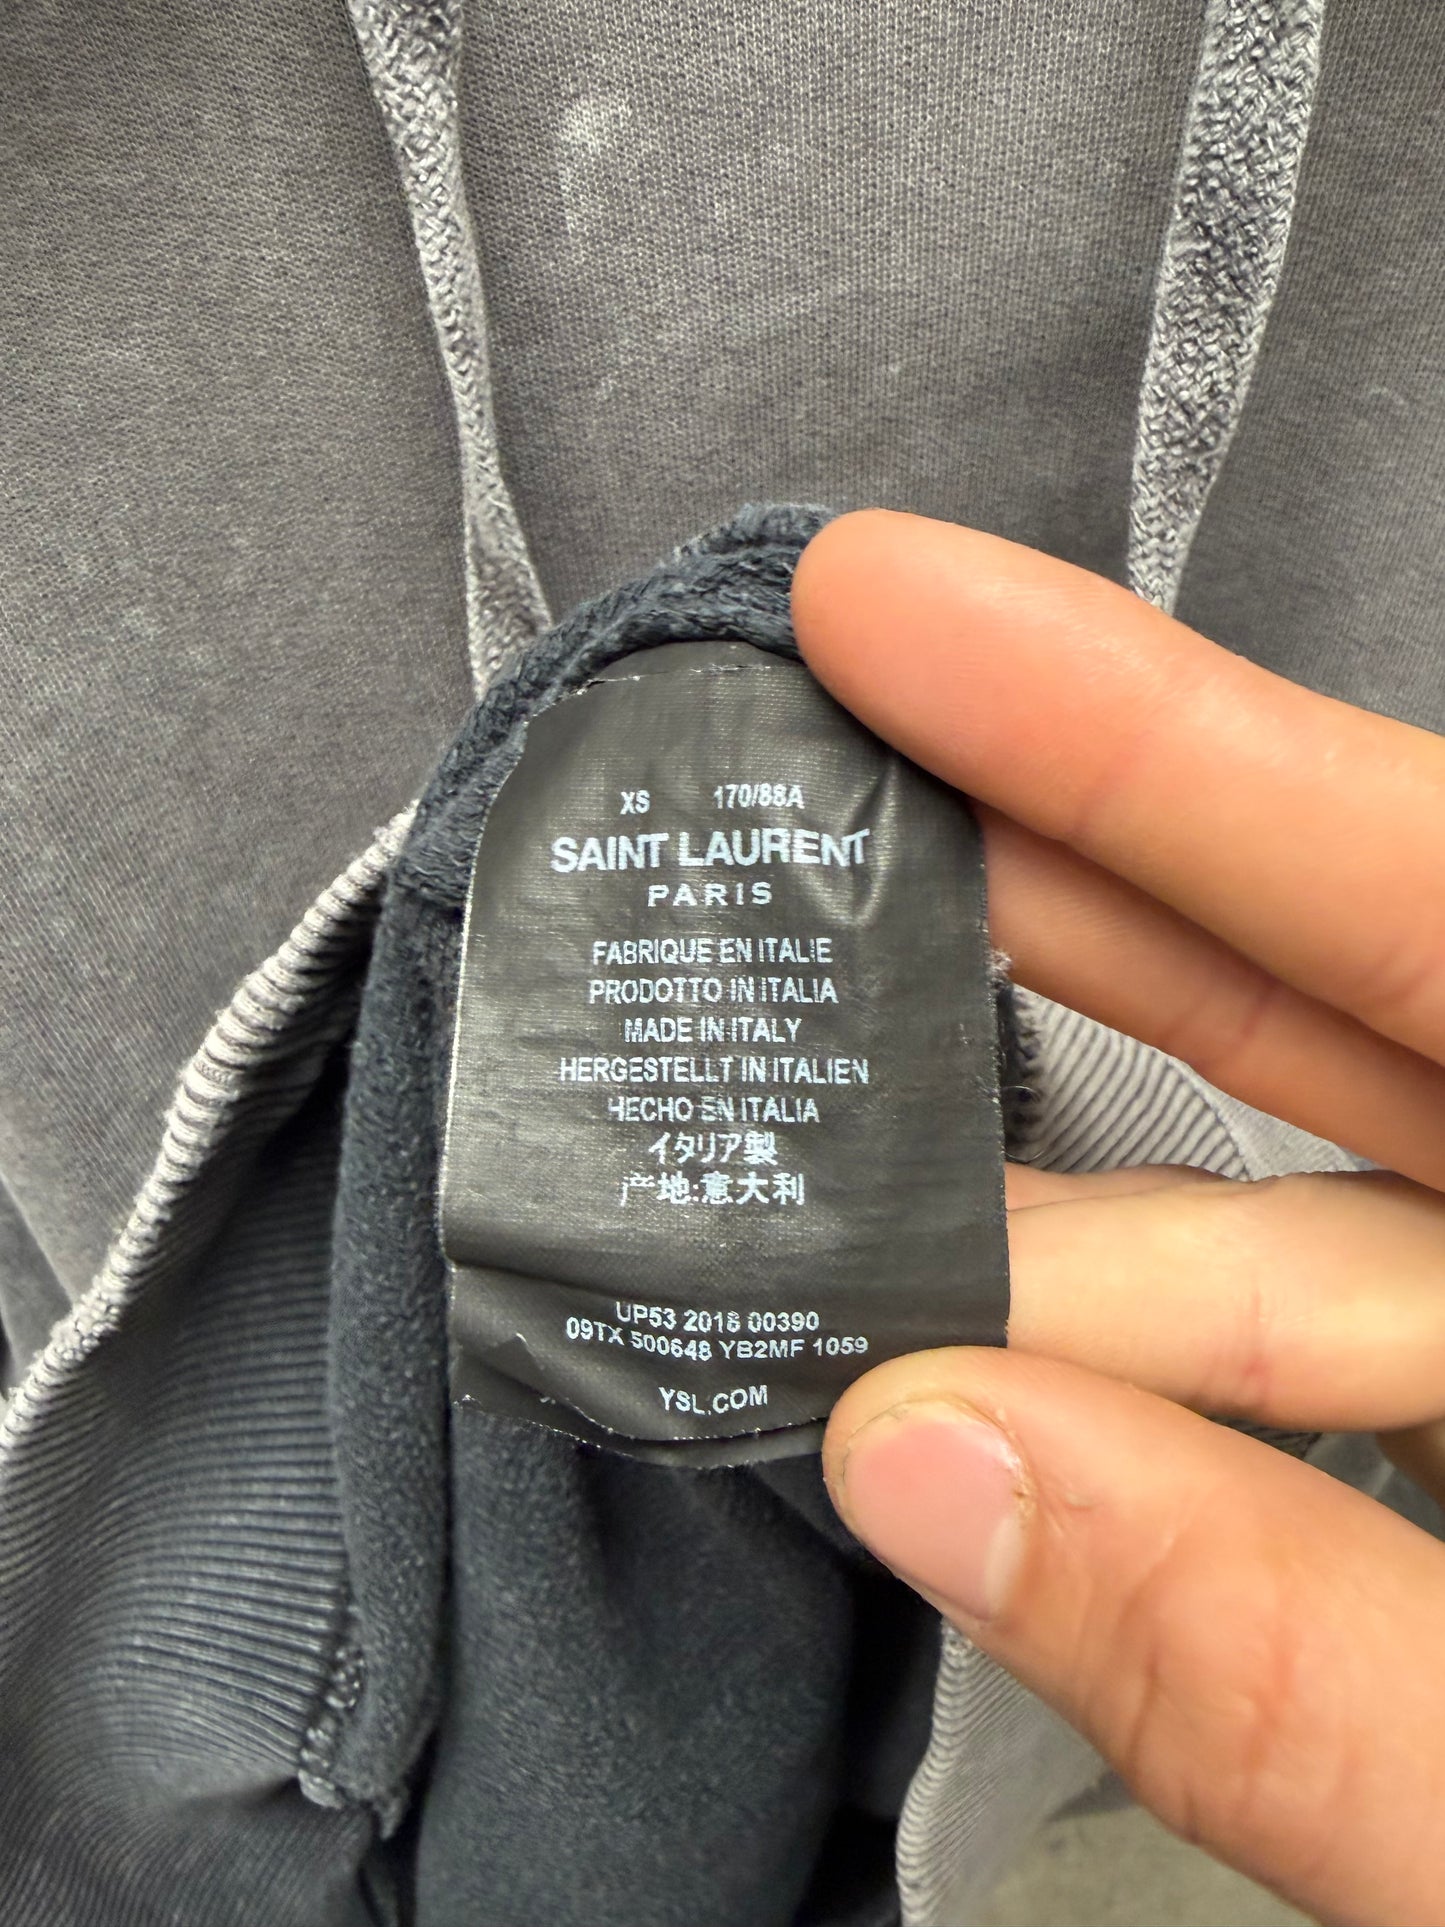 XS 170/88A
SAINT LAURENT
PARIS
FABRIQUE EN ITALIE
PRODOTTO IN ITALIA
MADE IN ITALY
HERGESTELLT IN ITALIEN
HECHO EN ITALIA
イタリア製
产地:意大利
UP53 2018 00390
09TX 500648 YB2MF 1059
YSL.COM